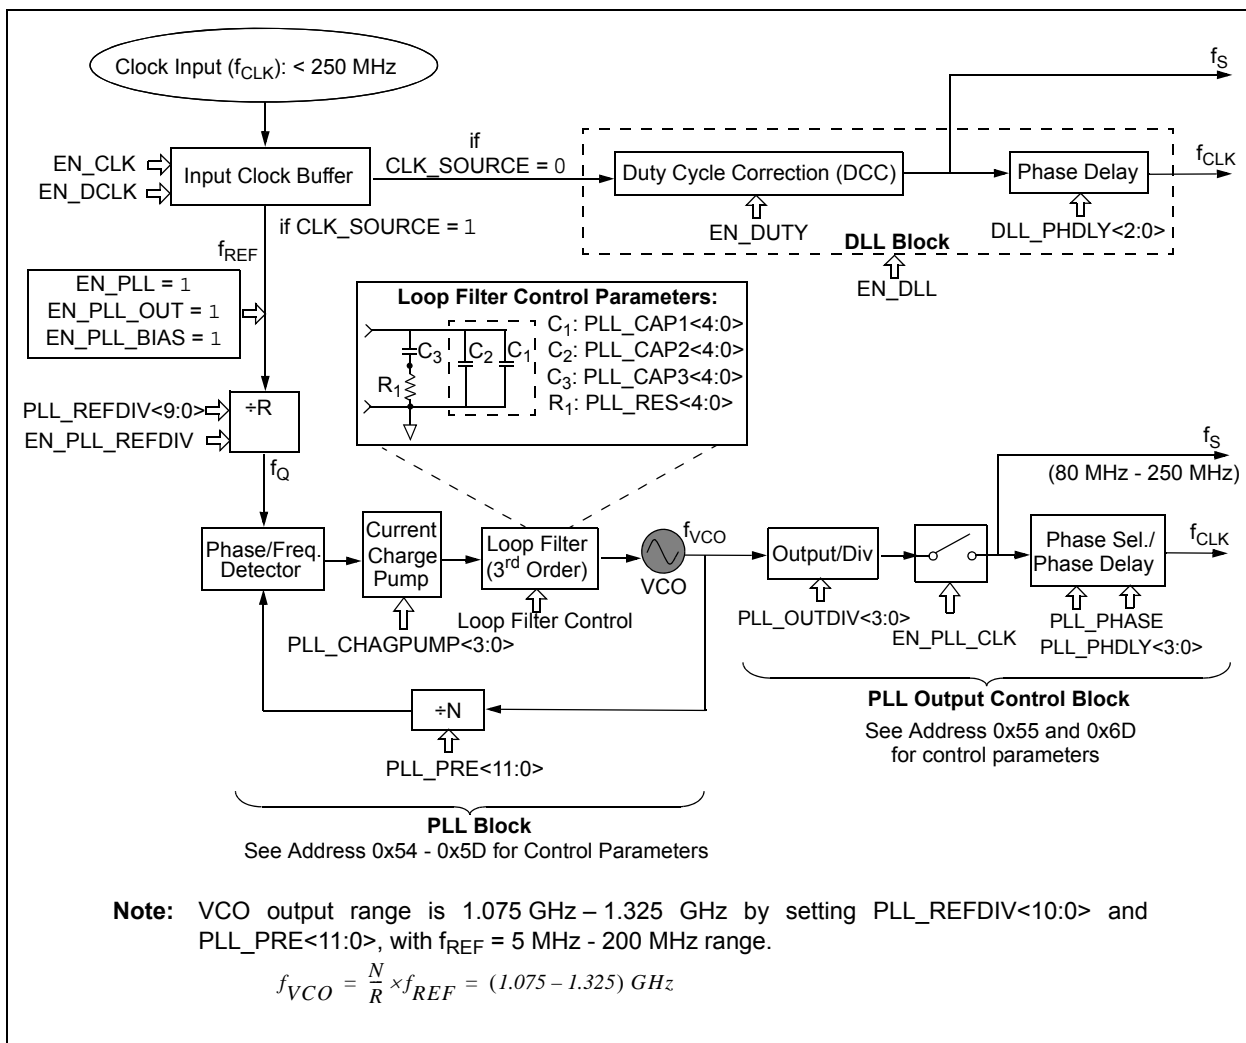 Clock Input (fCLK): < 250 MHz
fS
if
CLK_SOURCE = 0
EN_CLK
EN_DCLK
Input Clock Buffer
Duty Cycle Correction (DCC)
Phase Delay
fCLK
EN_DUTY
DLL_PHDLY<2:0>
DLL Block
EN_DLL
if CLK_SOURCE = 1
fREF
EN_PLL = 1
EN_PLL_OUT = 1
EN_PLL_BIAS = 1
Loop Filter Control Parameters:
C3
C2
C1
R1
C1: PLL_CAP1<4:0>
C2: PLL_CAP2<4:0>
C3: PLL_CAP3<4:0>
R1: PLL_RES<4:0>
PLL_REFDIV<9:0>
EN_PLL_REFDIV
÷R
fQ
Phase/Freq.
Detector
Current
Charge
Pump
Loop Filter
(3rd Order)
fVCO
VCO
Output/Div
fS
(80 MHz - 250 MHz)
Phase Sel./
Phase Delay
fCLK
Loop Filter Control
PLL_CHAGPUMP<3:0>
PLL_OUTDIV<3:0>
EN_PLL_CLK
PLL_PHASE
PLL_PHDLY<3:0>
÷N
PLL_PRE<11:0>
PLL Output Control Block
See Address 0x55 and 0x6D
for control parameters
PLL Block
See Address 0x54 - 0x5D for Control Parameters
Note: VCO output range is 1.075 GHz – 1.325 GHz by setting PLL_REFDIV<10:0> and
PLL_PRE<11:0>, with fREF = 5 MHz - 200 MHz range.
fVCO = N/R × fREF = (1.075 – 1.325) GHz